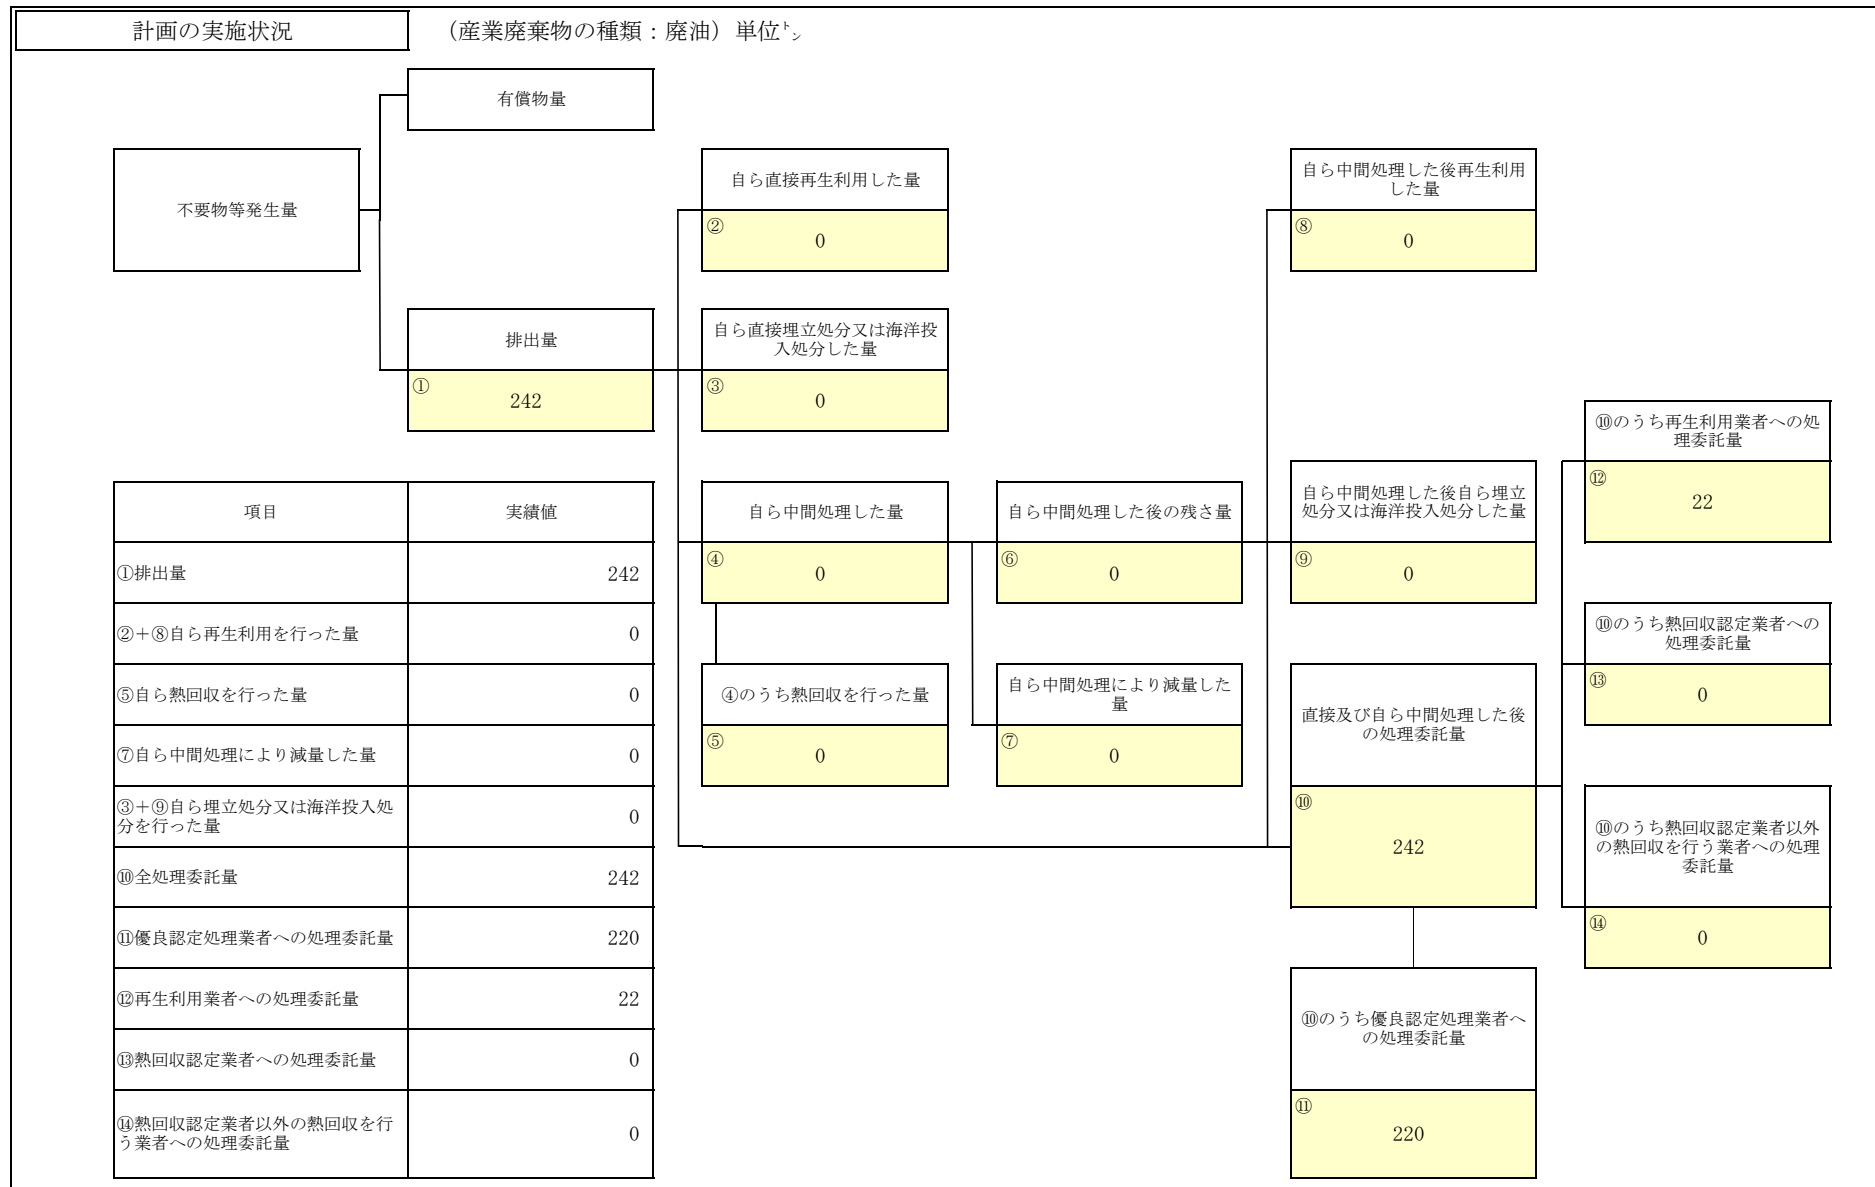 計画の実施状況
（産業廃棄物の種類：廃油）単位㌧
有償物量
不要物等発生量
自ら直接再生利用した量
②
0
自ら中間処理した後再生利用
した量
⑧
0
排出量
①
242
自ら直接埋立処分又は海洋投
入処分した量
③
0
⑩のうち再生利用業者への処
理委託量
⑫
22
自ら中間処理した量
④
0
自ら中間処理した後の残さ量
⑥
0
自ら中間処理した後自ら埋立
処分又は海洋投入処分した量
⑨
0
⑩のうち熱回収認定業者への
処理委託量
⑬
0
④のうち熱回収を行った量
⑤
0
自ら中間処理により減量した
量
⑦
0
直接及び自ら中間処理した後
の処理委託量
⑩
242
⑩のうち熱回収認定業者以外
の熱回収を行う業者への処理
委託量
⑭
0
⑩のうち優良認定処理業者へ
の処理委託量
⑪
220
項目 実績値
①排出量 242
②＋⑧自ら再生利用を行った量 0
⑤自ら熱回収を行った量 0
⑦自ら中間処理により減量した量 0
③＋⑨自ら埋立処分又は海洋投入処
分を行った量 0
⑩全処理委託量 242
⑪優良認定処理業者への処理委託量 220
⑫再生利用業者への処理委託量 22
⑬熱回収認定業者への処理委託量 0
⑭熱回収認定業者以外の熱回収を行
う業者への処理委託量 0